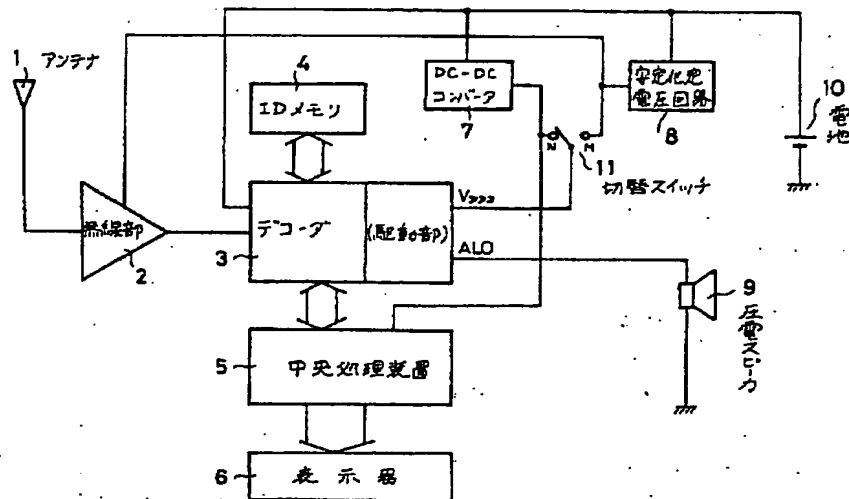 1 アンテナ
4
IDメモリ
DC-DC
コンバータ
7
安定化定
電圧回路
8
10
電池
N
M
11
切替スイッチ
無線部
2
デコーダ
3
(駆動部)
ALO
9
圧電スピーカ
5
中央処理装置
6
表示器